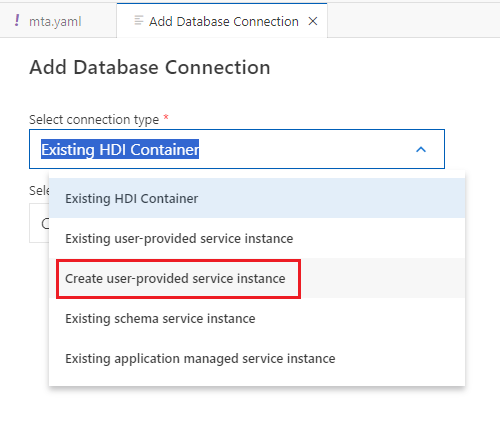 ! mta.yaml Add Database Connection ×
Add Database Connection
Select connection type *
Existing HDI Container
Sele
Existing HDI Container
Existing user-provided service instance
Create user-provided service instance
Existing schema service instance
Existing application managed service instance